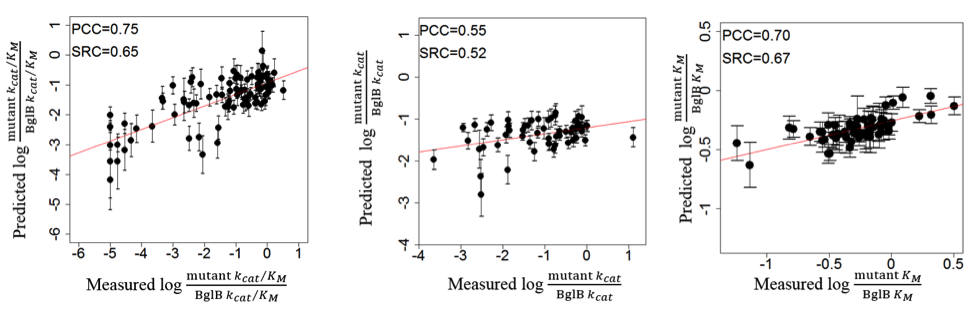 PCC=0.75
SRC=0.65
Predicted log mutant kcat/KM
BglB kcat/KM
1
0
-1
-2
-3
-4
-5
-6
-6 -5 -4 -3 -2 -1 0 1
Measured log mutant kcat/KM
BglB kcat/KM
PCC=0.55
SRC=0.52
Predicted log mutant kcat
BglB kcat
1
0
-1
-2
-4
-4 -3 -2 -1 0 1
Measured log mutant kcat
BglB kcat
PCC=0.70
SRC=0.67
Predicted log mutant KM
BglB KM
0.5
0
-0.5
-1
-1 -0.5 0 0.5
Measured log mutant KM
BglB KM